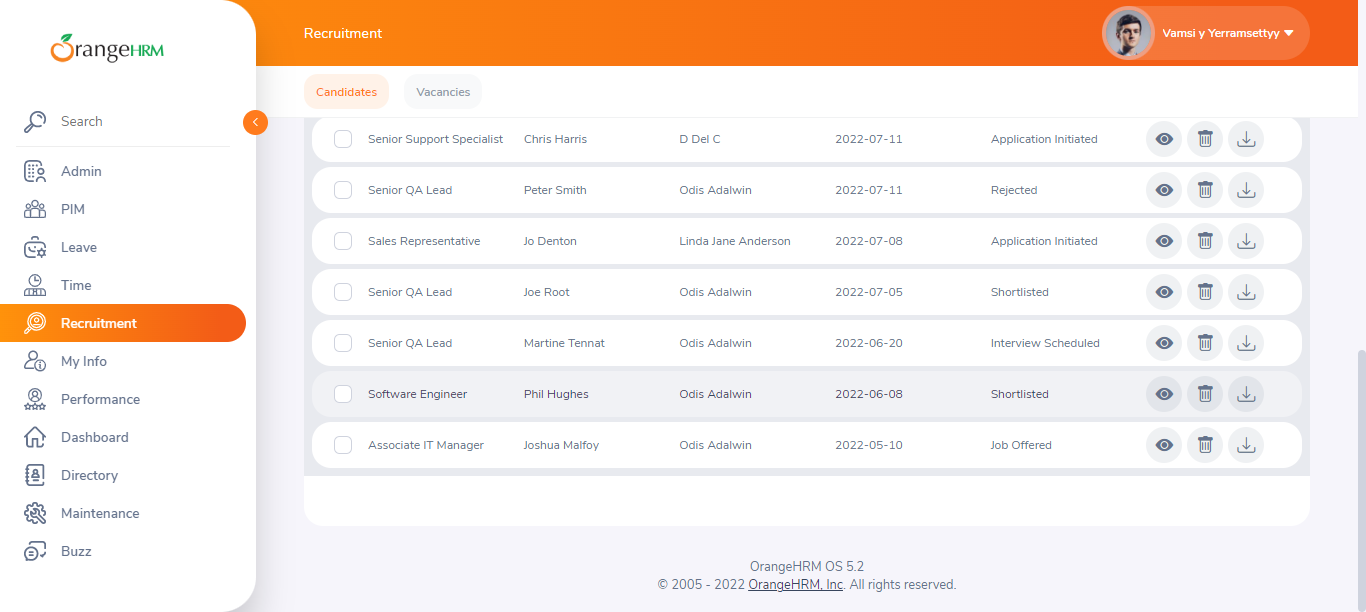 OrangeHRM
Recruitment
Vamsi y Yerramsettyy
Candidates
Vacancies
Search
Admin
PIM
Leave
Time
Recruitment
My Info
Performance
Dashboard
Directory
Maintenance
Buzz
Senior Support Specialist Chris Harris D Del C 2022-07-11 Application Initiated
Senior QA Lead Peter Smith Odis Adalwin 2022-07-11 Rejected
Sales Representative Jo Denton Linda Jane Anderson 2022-07-08 Application Initiated
Senior QA Lead Joe Root Odis Adalwin 2022-07-05 Shortlisted
Senior QA Lead Martine Tennat Odis Adalwin 2022-06-20 Interview Scheduled
Software Engineer Phil Hughes Odis Adalwin 2022-06-08 Shortlisted
Associate IT Manager Joshua Malfoy Odis Adalwin 2022-05-10 Job Offered
OrangeHRM OS 5.2
© 2005 - 2022 OrangeHRM, Inc. All rights reserved.